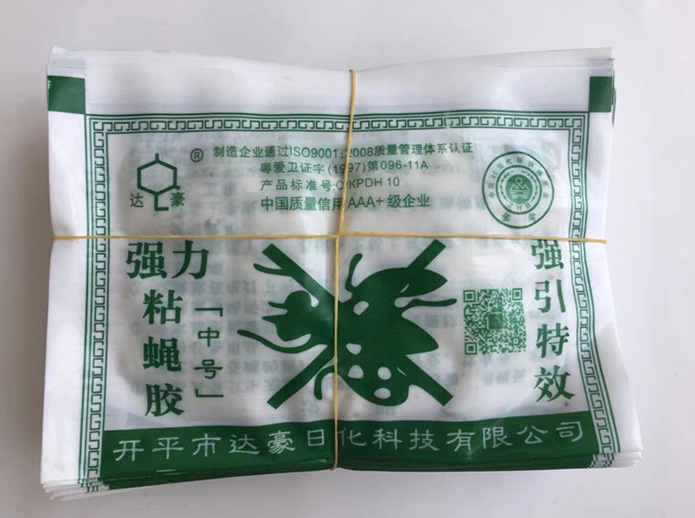 制造企业通过ISO9001:2008质量管理体系认证
粤爱卫证字(1997)第096-11A
产品标准号:Q/KPDH 10
中国质量信用AAA+级企业
达豪
®
强力
粘蝇胶
「中号」
强引特效
开平市达豪日化科技有限公司